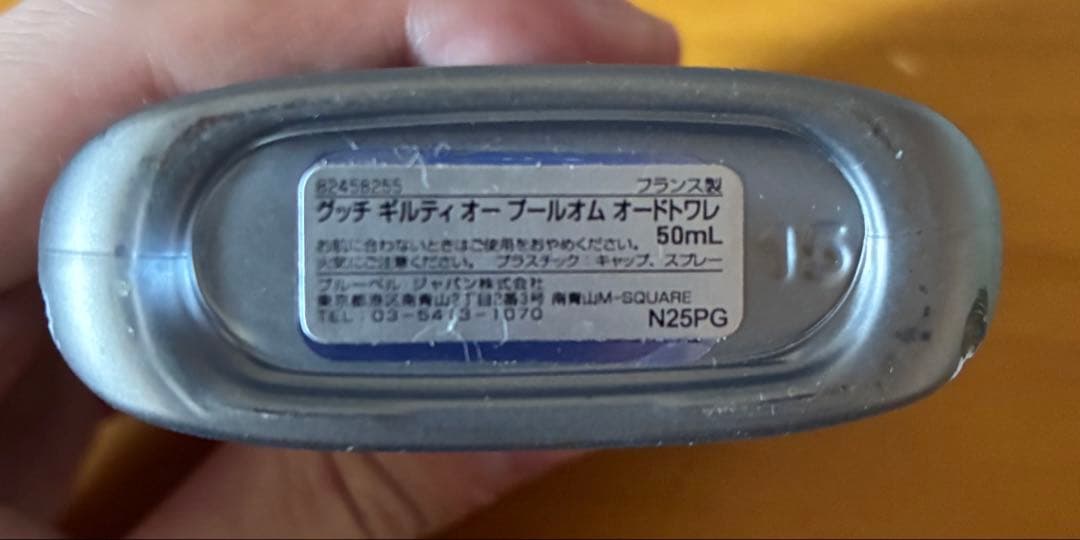 82458255 フランス製
グッチ ギルティ オー プールオム オードトワレ
50mL
お肌に合わないときはご使用をおやめください。
火気にご注意ください。 プラスチック:キャップ、スプレー
ブルーベル ジャパン株式会社
東京都港区南青山2丁目2番3号 南青山M-SQUARE
TEL:03-5413-1070
N25PG
15